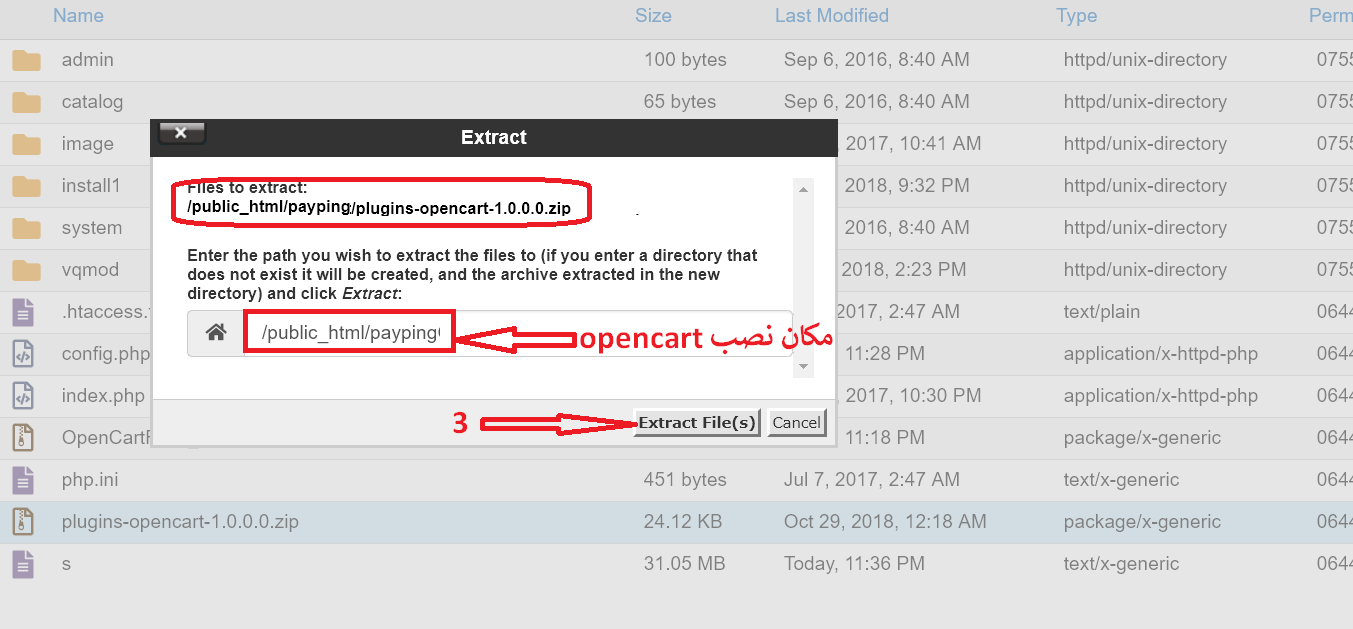 Name Size Last Modified Type Perm
admin 100 bytes Sep 6, 2016, 8:40 AM httpd/unix-directory 0755
catalog 65 bytes Sep 6, 2016, 8:40 AM httpd/unix-directory 0755
Extract
image 2017, 10:41 AM httpd/unix-directory 0755
Files to extract:
install1 2018, 9:32 PM httpd/unix-directory 0755
/public_html/payping/plugins-opencart-1.0.0.0.zip
system 2016, 8:40 AM httpd/unix-directory 0755
Enter the path you wish to extract the files to (if you enter a directory that
vqmod 2018, 2:23 PM httpd/unix-directory 0755
does not exist it will be created, and the archive extracted in the new
directory) and click Extract:
.htaccess. 2017, 2:47 AM text/plain 0644
/public_html/payping
مکان نصب opencart
config.php 11:28 PM application/x-httpd-php 0644
index.php 2017, 10:30 PM application/x-httpd-php 0644
3 Extract File(s) Cancel
OpenCart 11:18 PM package/x-generic 0644
php.ini 451 bytes Jul 7, 2017, 2:47 AM text/x-generic 0644
plugins-opencart-1.0.0.0.zip 24.12 KB Oct 29, 2018, 12:18 AM package/x-generic 0644
s 31.05 MB Today, 11:36 PM text/x-generic 0644